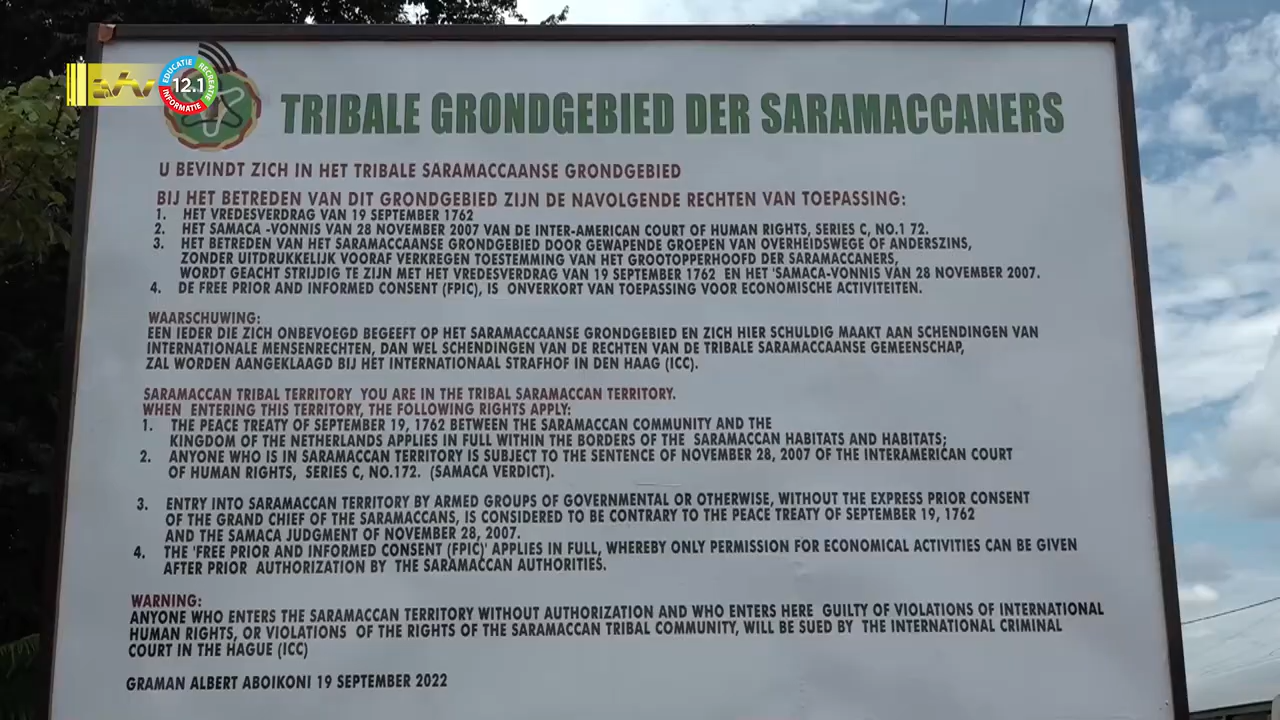 EDUCATIE
RECREATIE
INFORMATIE
12.1
TRIBALE GRONDGEBIED DER SARAMACCANERS
U BEVINDT ZICH IN HET TRIBALE SARAMACCAANSE GRONDGEBIED
BIJ HET BETREDEN VAN DIT GRONDGEBIED ZIJN DE NAVOLGENDE RECHTEN VAN TOEPASSING:
1. HET VREDESVERDRAG VAN 19 SEPTEMBER 1762
2. HET SAMACA -VONNIS VAN 28 NOVEMBER 2007 VAN DE INTER-AMERICAN COURT OF HUMAN RIGHTS, SERIES C, NO.1 72.
3. HET BETREDEN VAN HET SARAMACCAANSE GRONDGEBIED DOOR GEWAPENDE GROEPEN VAN OVERHEIDSWEGE OF ANDERSZINS,
ZONDER UITDRUKKELIJK VOORAF VERKREGEN TOESTEMMING VAN HET GROOTOPPERHOOFD DER SARAMACCANERS,
WORDT GEACHT STRIJDIG TE ZIJN MET HET VREDESVERDRAG VAN 19 SEPTEMBER 1762 EN HET 'SAMACA-VONNIS VAN 28 NOVEMBER 2007.
4. DE FREE PRIOR AND INFORMED CONSENT (FPIC), IS ONVERKORT VAN TOEPASSING VOOR ECONOMISCHE ACTIVITEITEN.
WAARSCHUWING:
EEN IEDER DIE ZICH ONBEVOEGD BEGEEFT OP HET SARAMACCAANSE GRONDGEBIED EN ZICH HIER SCHULDIG MAAKT AAN SCHENDINGEN VAN
INTERNATIONALE MENSENRECHTEN, DAN WEL SCHENDINGEN VAN DE RECHTEN VAN DE TRIBALE SARAMACCAANSE GEMEENSCHAP,
ZAL WORDEN AANGEKLAAGD BIJ HET INTERNATIONAAL STRAFHOF IN DEN HAAG (ICC).
SARAMACCAN TRIBAL TERRITORY YOU ARE IN THE TRIBAL SARAMACCAN TERRITORY.
WHEN ENTERING THIS TERRITORY, THE FOLLOWING RIGHTS APPLY:
1. THE PEACE TREATY OF SEPTEMBER 19, 1762 BETWEEN THE SARAMACCAN COMMUNITY AND THE
KINGDOM OF THE NETHERLANDS APPLIES IN FULL WITHIN THE BORDERS OF THE SARAMACCAN HABITATS AND HABITATS;
2. ANYONE WHO IS IN SARAMACCAN TERRITORY IS SUBJECT TO THE SENTENCE OF NOVEMBER 28, 2007 OF THE INTERAMERICAN COURT
OF HUMAN RIGHTS, SERIES C, NO.172. (SAMACA VERDICT).
3. ENTRY INTO SARAMACCAN TERRITORY BY ARMED GROUPS OF GOVERNMENTAL OR OTHERWISE, WITHOUT THE EXPRESS PRIOR CONSENT
OF THE GRAND CHIEF OF THE SARAMACCANS, IS CONSIDERED TO BE CONTRARY TO THE PEACE TREATY OF SEPTEMBER 19, 1762
AND THE SAMACA JUDGMENT OF NOVEMBER 28, 2007.
4. THE 'FREE PRIOR AND INFORMED CONSENT (FPIC)' APPLIES IN FULL, WHEREBY ONLY PERMISSION FOR ECONOMICAL ACTIVITIES CAN BE GIVEN
AFTER PRIOR AUTHORIZATION BY THE SARAMACCAN AUTHORITIES.
WARNING:
ANYONE WHO ENTERS THE SARAMACCAN TERRITORY WITHOUT AUTHORIZATION AND WHO ENTERS HERE GUILTY OF VIOLATIONS OF INTERNATIONAL
HUMAN RIGHTS, OR VIOLATIONS OF THE RIGHTS OF THE SARAMACCAN TRIBAL COMMUNITY, WILL BE SUED BY THE INTERNATIONAL CRIMINAL
COURT IN THE HAGUE (ICC)
GRAMAN ALBERT ABOIKONI 19 SEPTEMBER 2022